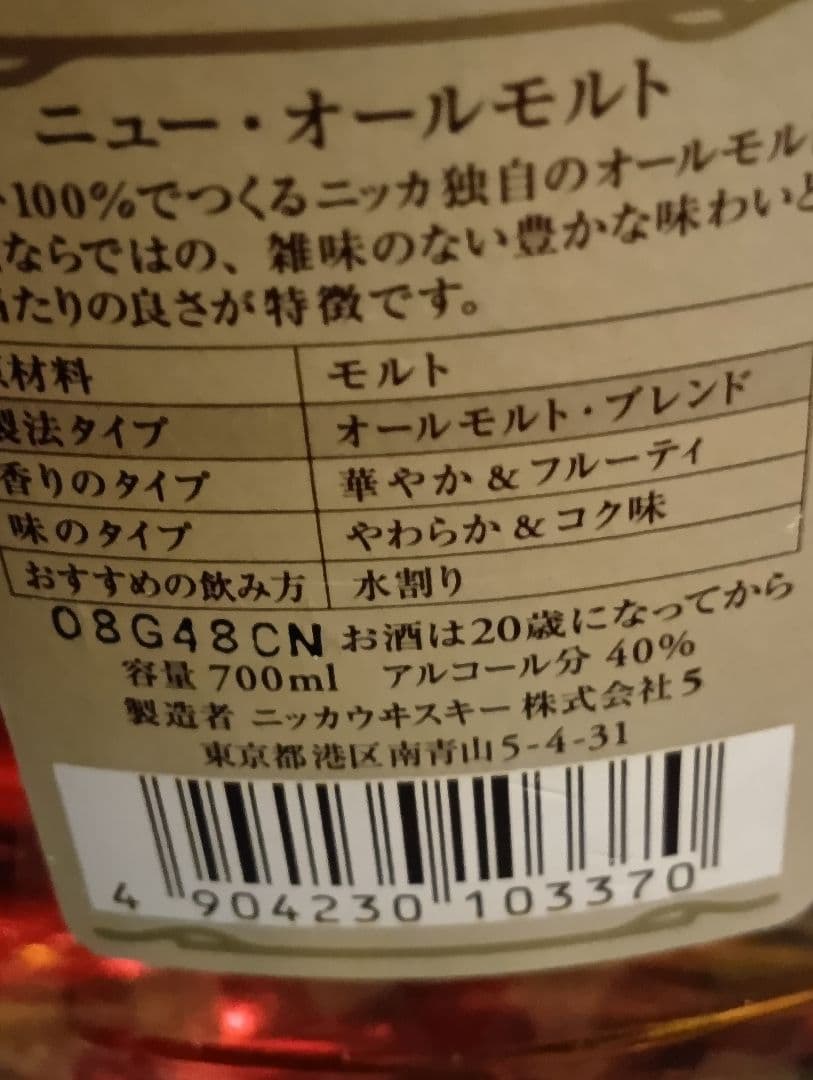 ニュー・オールモルト
100%でつくるニッカ独自のオールモル
ならではの、雑味のない豊かな味わいと
たりの良さが特徴です。
材料 モルト
製法タイプ オールモルト・ブレンド
香りのタイプ 華やか&フルーティ
味のタイプ やわらか&コク味
おすすめの飲み方 水割り
08G48CN お酒は20歳になってから
容量 700ml アルコール分 40%
製造者 ニッカウヰスキー株式会社 5
東京都港区南青山5-4-31
4 904230 103370